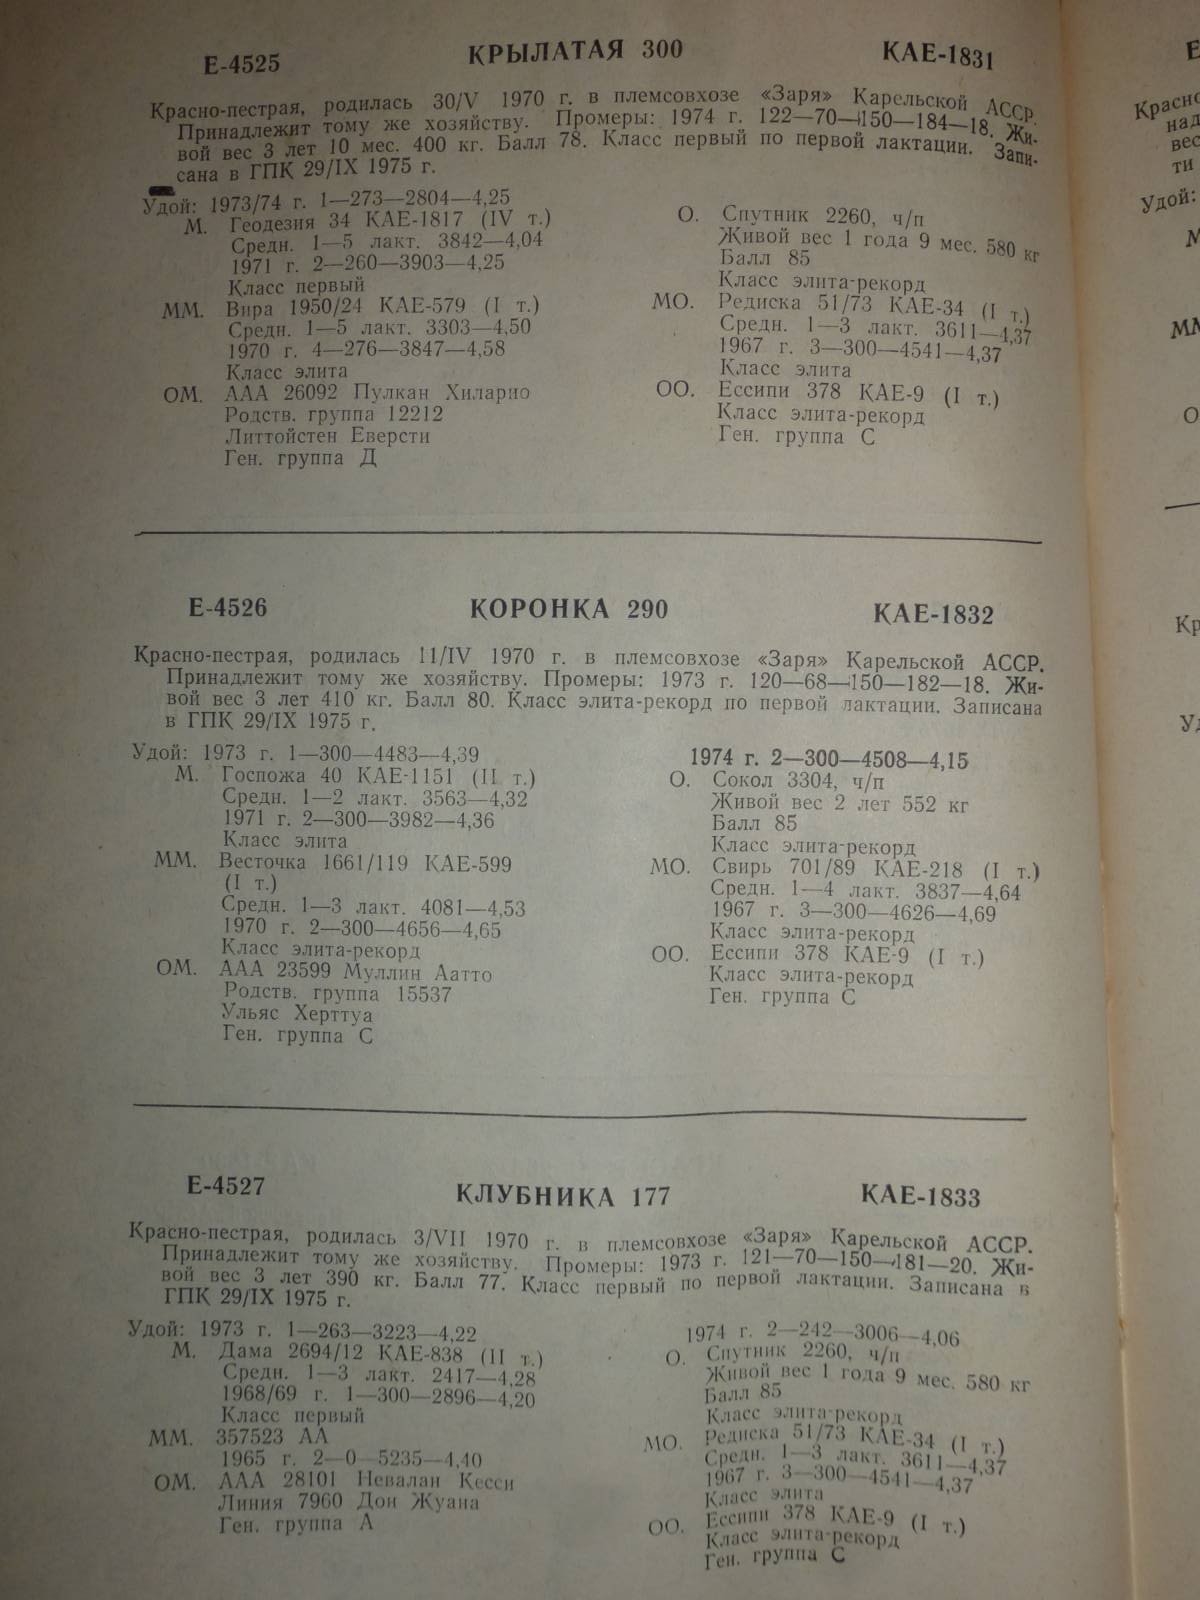 Е-4525 КРЫЛАТАЯ 300 КАЕ-1831
Красно-пестрая, родилась 30/V 1970 г. в племсовхозе «Заря» Карельской АССР.
Принадлежит тому же хозяйству. Промеры: 1974 г. 122—70—150—184—18. Жи-
вой вес 3 лет 10 мес. 400 кг. Балл 78. Класс первый по первой лактации. Запи-
сана в ГПК 29/IX 1975 г.
Удой: 1973/74 г. 1—273—2804—4,25
М. Геодезия 34 КАЕ-1817 (IV т.)
Средн. 1—5 лакт. 3842—4,04
1971 г. 2—260—3903—4,25
Класс первый
ММ. Вира 1950/24 КАЕ-579 (I т.)
Средн. 1—5 лакт. 3303—4,50
1970 г. 4—276—3847—4,58
Класс элита
ОМ. ААА 26092 Пулкан Хиларио
Родств. группа 12212
Литтойстен Еверсти
Ген. группа Д
О. Спутник 2260, ч/п
Живой вес 1 года 9 мес. 580 кг
Балл 85
Класс элита-рекорд
МО. Редиска 51/73 КАЕ-34 (I т.)
Средн. 1—3 лакт. 3611—4,37
1967 г. 3—300—4541—4,37
Класс элита
ОО. Ессипи 378 КАЕ-9 (I т.)
Класс элита-рекорд
Ген. группа С
Е-4526 КОРОНКА 290 КАЕ-1832
Красно-пестрая, родилась 11/IV 1970 г. в племсовхозе «Заря» Карельской АССР.
Принадлежит тому же хозяйству. Промеры: 1973 г. 120—68—150—182—18. Жи-
вой вес 3 лет 410 кг. Балл 80. Класс элита-рекорд по первой лактации. Записана
в ГПК 29/IX 1975 г.
Удой: 1973 г. 1—300—4483—4,39
М. Госпожа 40 КАЕ-1151 (II т.)
Средн. 1—2 лакт. 3563—4,32
1971 г. 2—300—3982—4,36
Класс элита
ММ. Весточка 1661/119 КАЕ-599
(I т.)
Средн. 1—3 лакт. 4081—4,53
1970 г. 2—300—4656—4,65
Класс элита-рекорд
ОМ. ААА 23599 Муллин Аатто
Родств. группа 15537
Ульяс Херттуа
Ген. группа С
1974 г. 2—300—4508—4,15
О. Сокол 3304, ч/п
Живой вес 2 лет 552 кг
Балл 85
Класс элита-рекорд
МО. Свирь 701/89 КАЕ-218 (I т.)
Средн. 1—4 лакт. 3837—4,64
1967 г. 3—300—4626—4,69
Класс элита-рекорд
ОО. Ессипи 378 КАЕ-9 (I т.)
Класс элита-рекорд
Ген. группа С
Е-4527 КЛУБНИКА 177 КАЕ-1833
Красно-пестрая, родилась 3/VII 1970 г. в племсовхозе «Заря» Карельской АССР.
Принадлежит тому же хозяйству. Промеры: 1973 г. 121—70—150—181—20. Жи-
вой вес 3 лет 390 кг. Балл 77. Класс первый по первой лактации. Записана в
ГПК 29/IX 1975 г.
Удой: 1973 г. 1—263—3223—4,22
М. Дама 2694/12 КАЕ-838 (II т.)
Средн. 1—3 лакт. 2417—4,28
1968/69 г. 1—300—2896—4,20
Класс первый
ММ. 357523 АА
1965 г. 2—0—5235—4,40
ОМ. ААА 28101 Невалан Кесси
Линия 7960 Дон Жуана
Ген. группа А
1974 г. 2—242—3006—4,06
О. Спутник 2260, ч/п
Живой вес 1 года 9 мес. 580 кг
Балл 85
Класс элита-рекорд
МО. Редиска 51/73 КАЕ-34 (I т.)
Средн. 1—3 лакт. 3611—4,37
1967 г. 3—300—4541—4,37
Класс элита
ОО. Ессипи 378 КАЕ-9 (I т.)
Класс элита-рекорд
Ген. группа С
Удой:
ММ